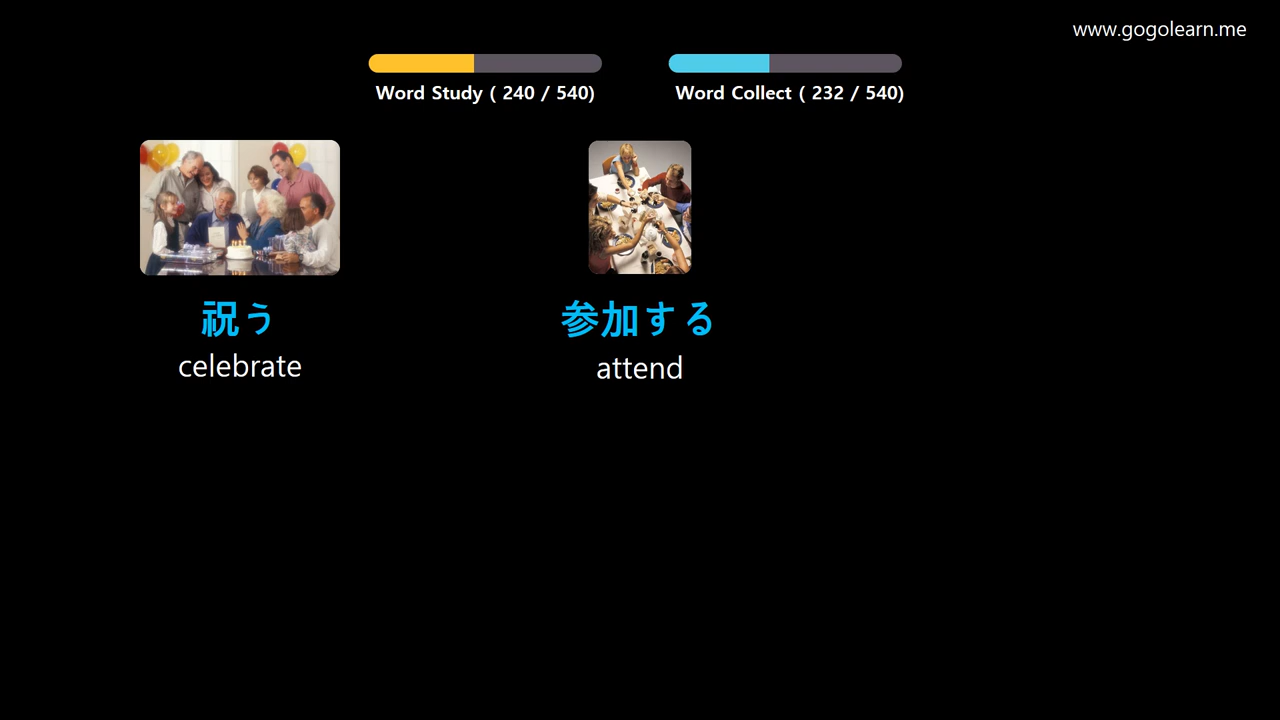 www.gogolearn.me
Word Study ( 240 / 540)
Word Collect ( 232 / 540)
祝う
celebrate
参加する
attend